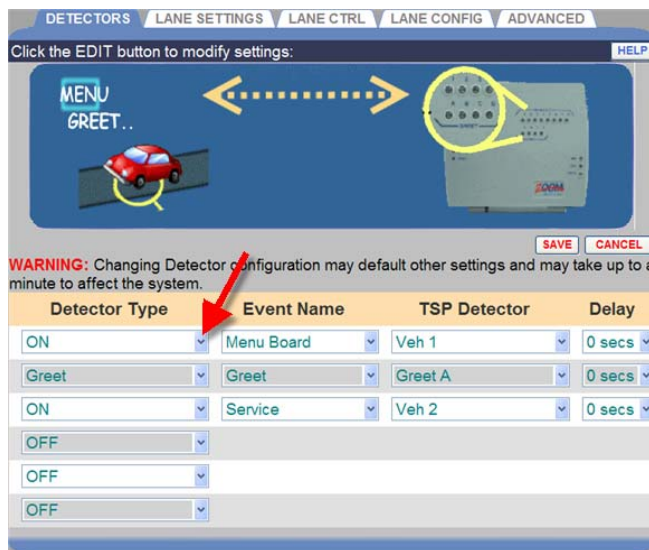 DETECTORS LANE SETTINGS LANE CTRL LANE CONFIG ADVANCED
Click the EDIT button to modify settings: HELP
MENU
GREET..
ZOOM
SAVE CANCEL
WARNING: Changing Detector configuration may default other settings and may take up to a
minute to affect the system.
Detector Type Event Name TSP Detector Delay
ON Menu Board Veh 1 0 secs
Greet Greet Greet A 0 secs
ON Service Veh 2 0 secs
OFF
OFF
OFF